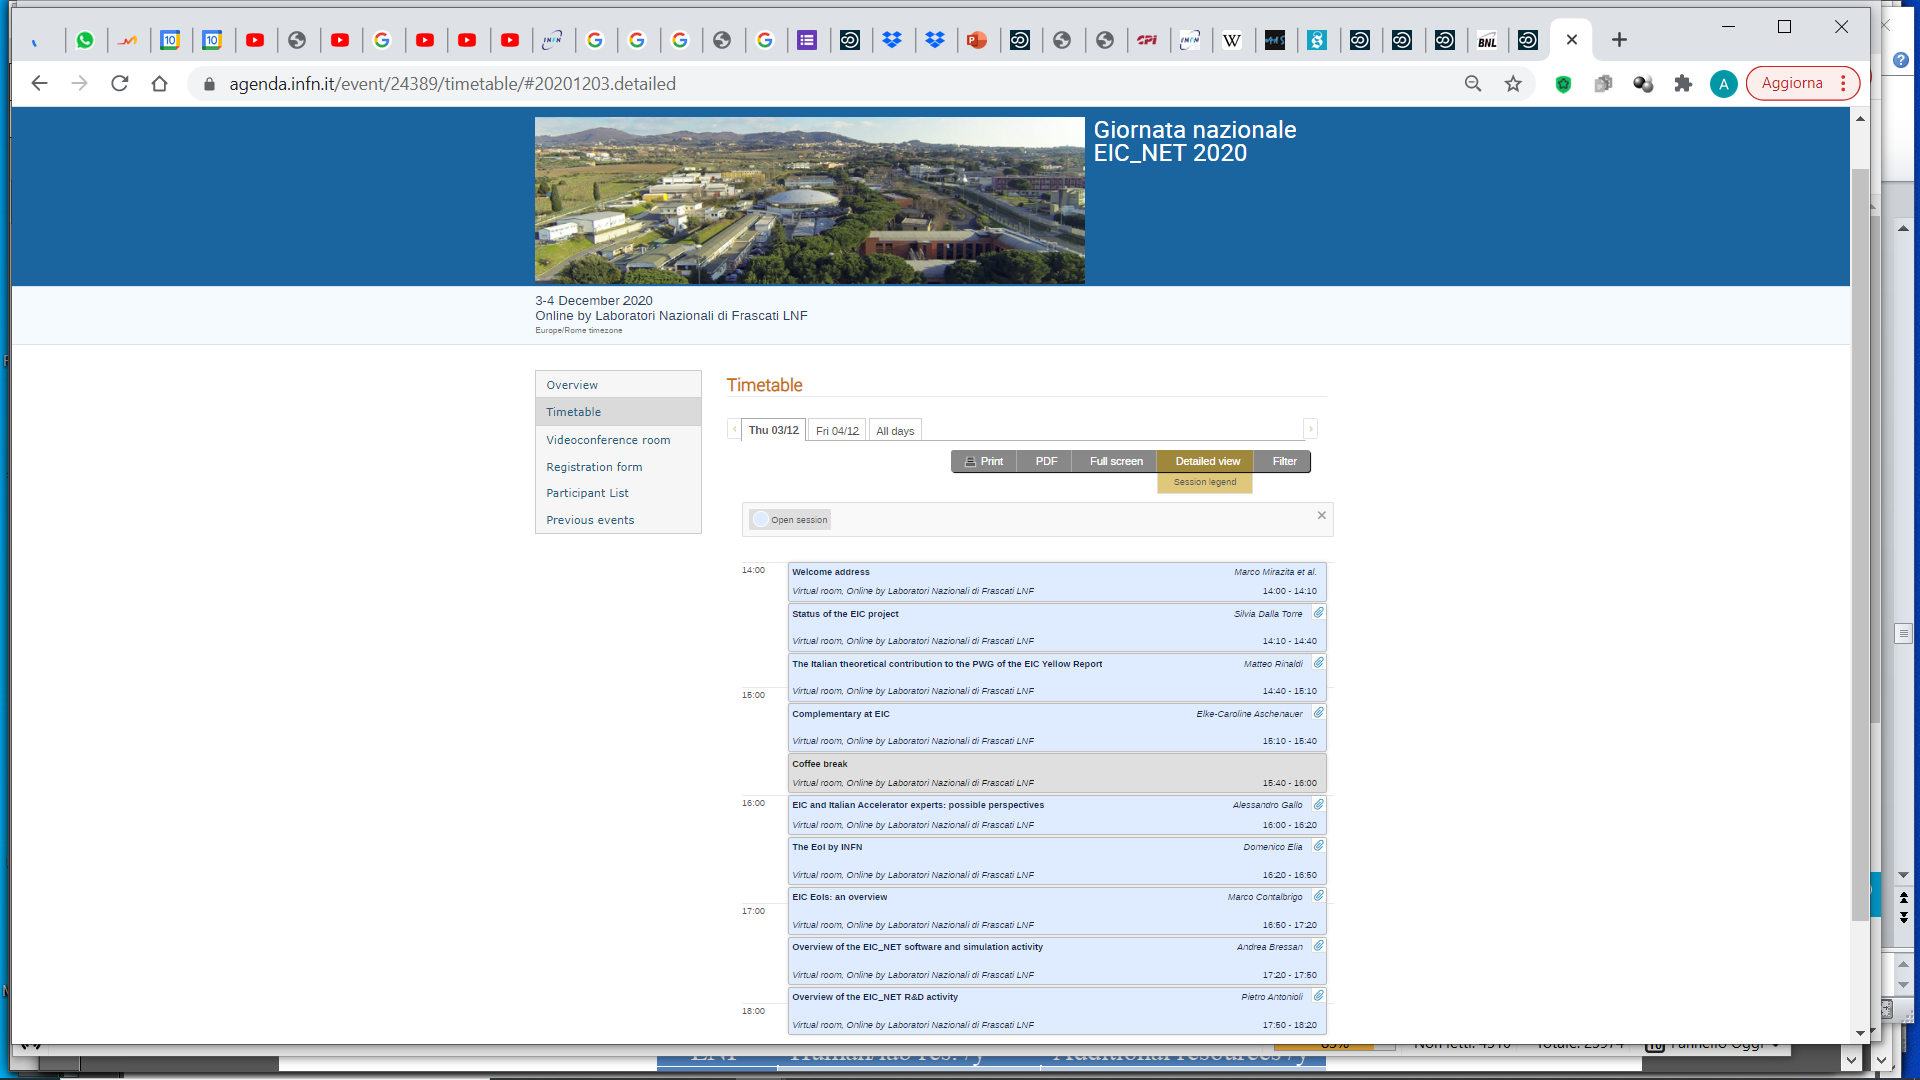 agenda.infn.it/event/24389/timetable/#20201203.detailed
A
Aggiorna
Giornata nazionale
EIC_NET 2020
3-4 December 2020
Online by Laboratori Nazionali di Frascati LNF
Europe/Rome timezone
Overview
Timetable
Videoconference room
Registration form
Participant List
Previous events
Timetable
Thu 03/12 Fri 04/12 All days
Print PDF Full screen Detailed view Filter
Session legend
Open session
14:00
Welcome address Marco Mirazita et al.
Virtual room, Online by Laboratori Nazionali di Frascati LNF 14:00 - 14:10
Status of the EIC project Silvia Dalla Torre
Virtual room, Online by Laboratori Nazionali di Frascati LNF 14:10 - 14:40
The Italian theoretical contribution to the PWG of the EIC Yellow Report Matteo Rinaldi
Virtual room, Online by Laboratori Nazionali di Frascati LNF 14:40 - 15:10
15:00
Complementary at EIC Elke-Caroline Aschenauer
Virtual room, Online by Laboratori Nazionali di Frascati LNF 15:10 - 15:40
Coffee break
Virtual room, Online by Laboratori Nazionali di Frascati LNF 15:40 - 16:00
16:00
EIC and Italian Accelerator experts: possible perspectives Alessandro Gallo
Virtual room, Online by Laboratori Nazionali di Frascati LNF 16:00 - 16:20
The EoI by INFN Domenico Elia
Virtual room, Online by Laboratori Nazionali di Frascati LNF 16:20 - 16:50
EIC EoIs: an overview Marco Contalbrigo
17:00
Virtual room, Online by Laboratori Nazionali di Frascati LNF 16:50 - 17:20
Overview of the EIC_NET software and simulation activity Andrea Bressan
Virtual room, Online by Laboratori Nazionali di Frascati LNF 17:20 - 17:50
Overview of the EIC_NET R&D activity Pietro Antonioli
18:00
Virtual room, Online by Laboratori Nazionali di Frascati LNF 17:50 - 18:20